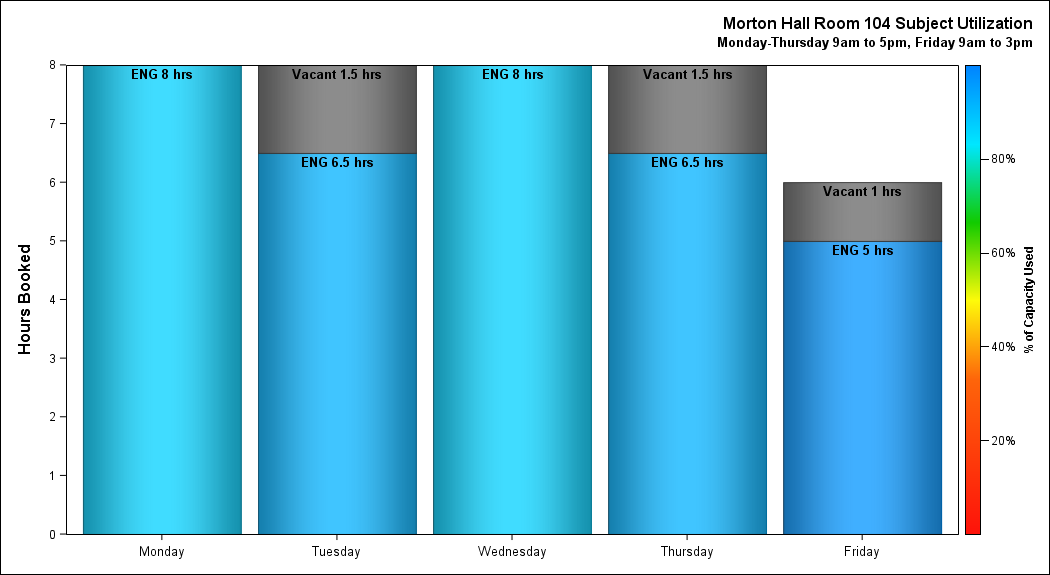 Morton Hall Room 104 Subject Utilization
Monday-Thursday 9am to 5pm, Friday 9am to 3pm
Hours Booked
8
7
6
5
4
3
2
1
0
ENG 8 hrs
Vacant 1.5 hrs
ENG 6.5 hrs
ENG 8 hrs
Vacant 1.5 hrs
ENG 6.5 hrs
Vacant 1 hrs
ENG 5 hrs
Monday
Tuesday
Wednesday
Thursday
Friday
80%
60%
40%
20%
% of Capacity Used